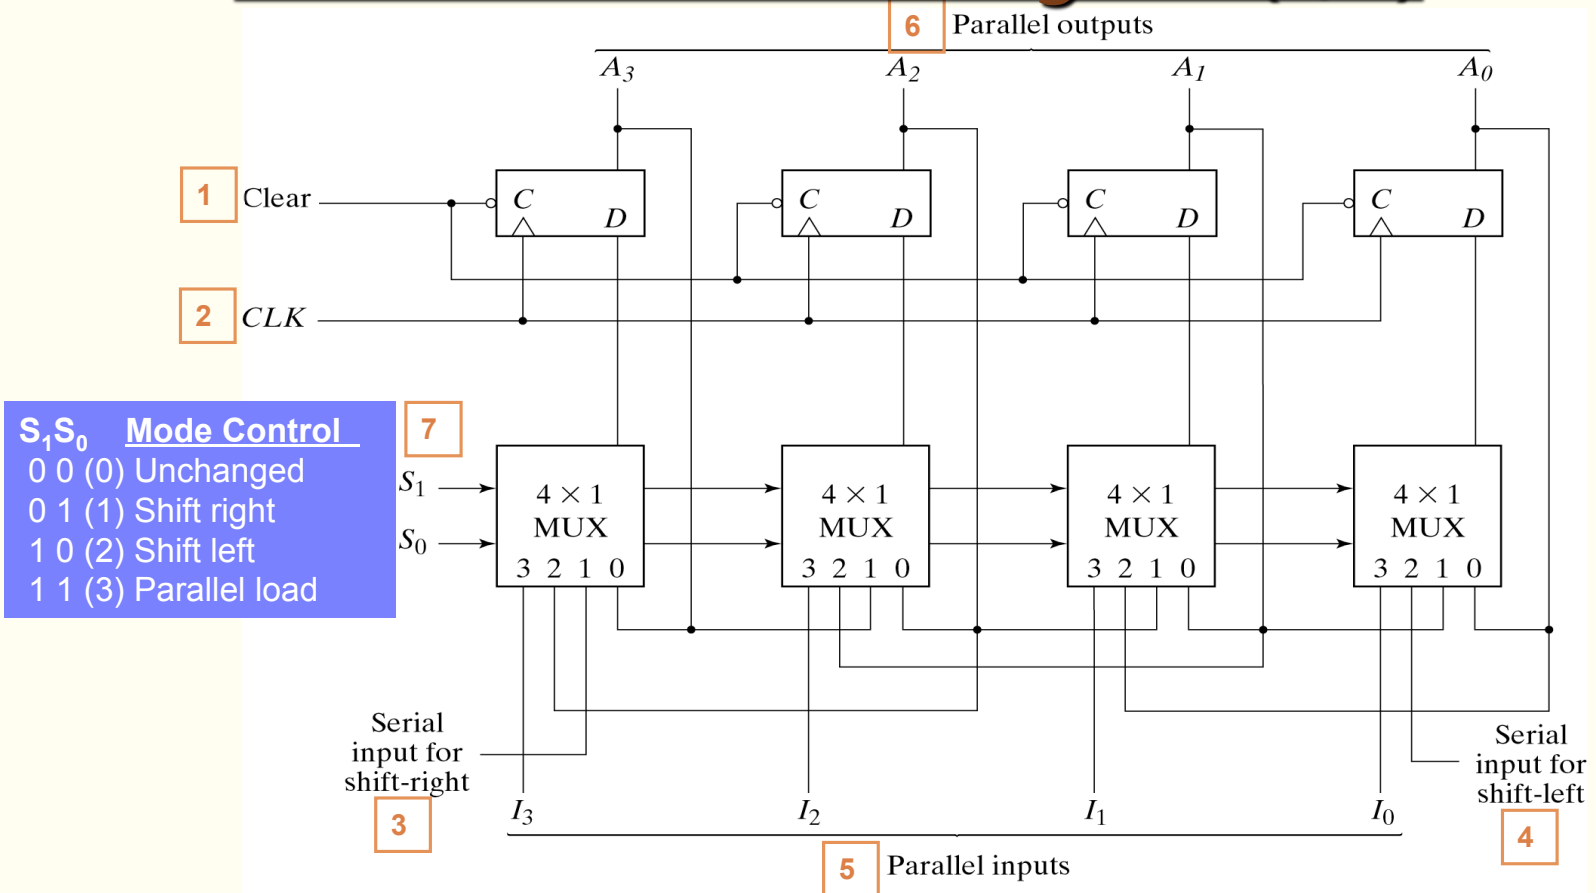 6 Parallel outputs
A3 A2 A1 A0
1 Clear
C D C D C D C D
2 CLK
S1S0 Mode Control
0 0 (0) Unchanged
0 1 (1) Shift right
1 0 (2) Shift left
1 1 (3) Parallel load
7
S1
S0
4 × 1 4 × 1 4 × 1 4 × 1
MUX MUX MUX MUX
3 2 1 0 3 2 1 0 3 2 1 0 3 2 1 0
Serial
input for
shift-right
3
Serial
input for
shift-left
4
I3 I2 I1 I0
5 Parallel inputs